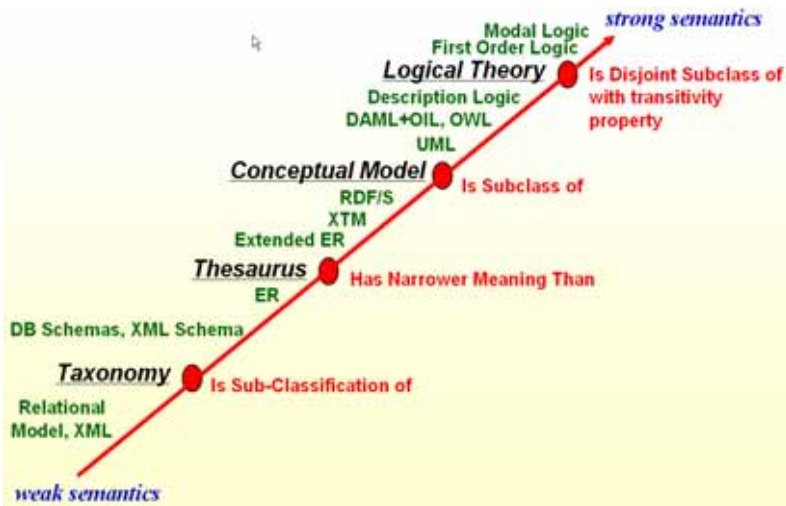 strong semantics
Modal Logic
First Order Logic
Logical Theory
Is Disjoint Subclass of
with transitivity
property
Description Logic
DAML+OIL, OWL
UML
Conceptual Model
Is Subclass of
RDF/S
XTM
Extended ER
Thesaurus
Has Narrower Meaning Than
ER
DB Schemas, XML Schema
Taxonomy
Is Sub-Classification of
Relational
Model, XML
weak semantics